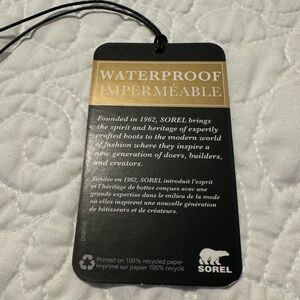 WATERPROOF
IMPERMÉABLE
Founded in 1962, SOREL brings
the spirit and heritage of expertly
crafted boots to the modern world
of fashion where they inspire a
new generation of doers, builders,
and creators.
Fondée en 1962, SOREL introduit l'esprit
et l'héritage de bottes conçues avec une
grande expertise dans le milieu de la mode
où elles inspirent une nouvelle génération
de bâtisseurs et de créateurs.
Printed on 100% recycled paper
Imprimé sur papier 100% recyclé
SOREL